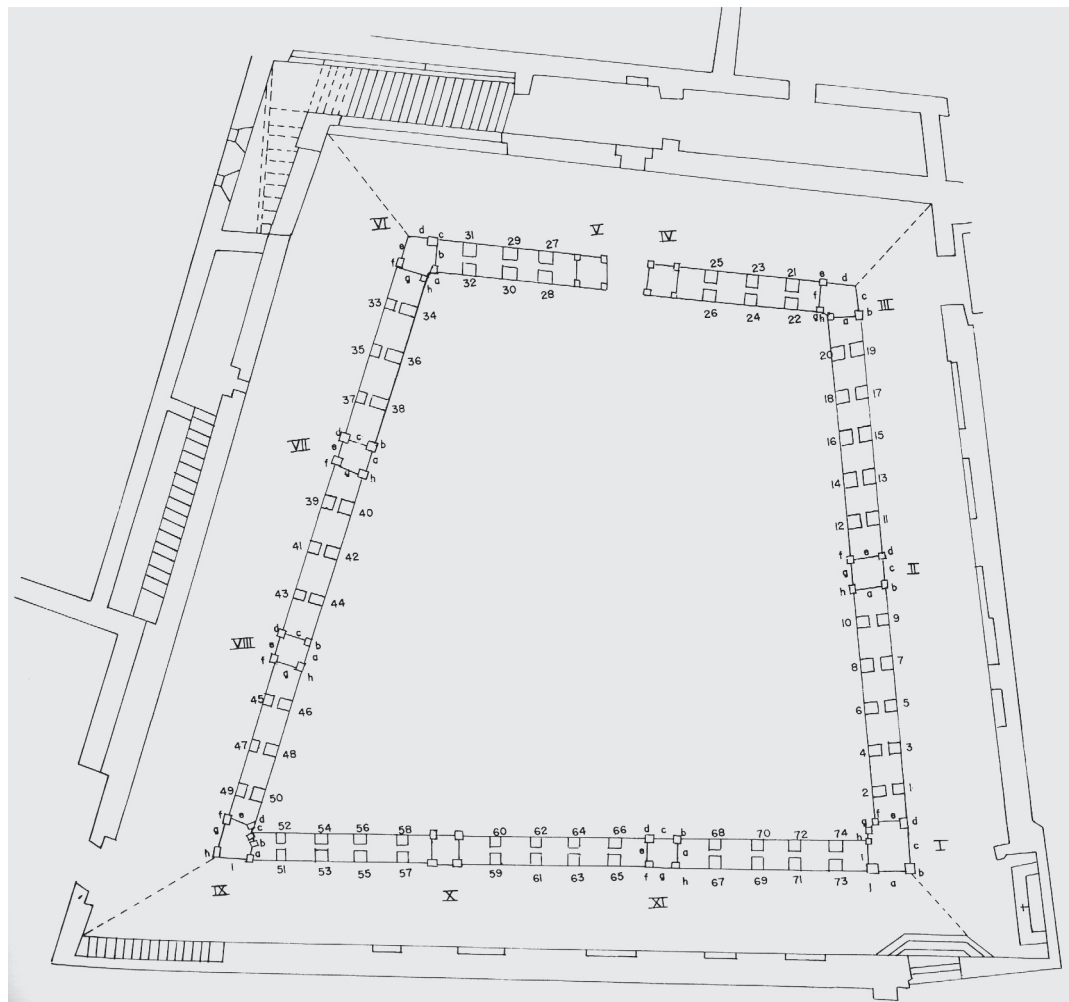 VI d c 31 29 27 V IV
e b 25 23 21 e d
f g h a 32 30 28 f c III
26 24 22 g h a b
33 34
35 36 20 19
37 38 18 17
VII d c b 16 15
e a
f g h 14 13
39 40 12 11
41 42 f e d
g c II
h a b
43 44 10 9
VIII d c b
e a 8 7
f g h
45 46 6 5
47 48 4 3
49 50 2 1
f e d g f e d
g c 52 54 56 58 60 62 64 66 d c b 68 70 72 74 h c I
b e a i
h i a 51 53 55 57 59 61 63 65 f g h 67 69 71 73 j a b
IX X XI